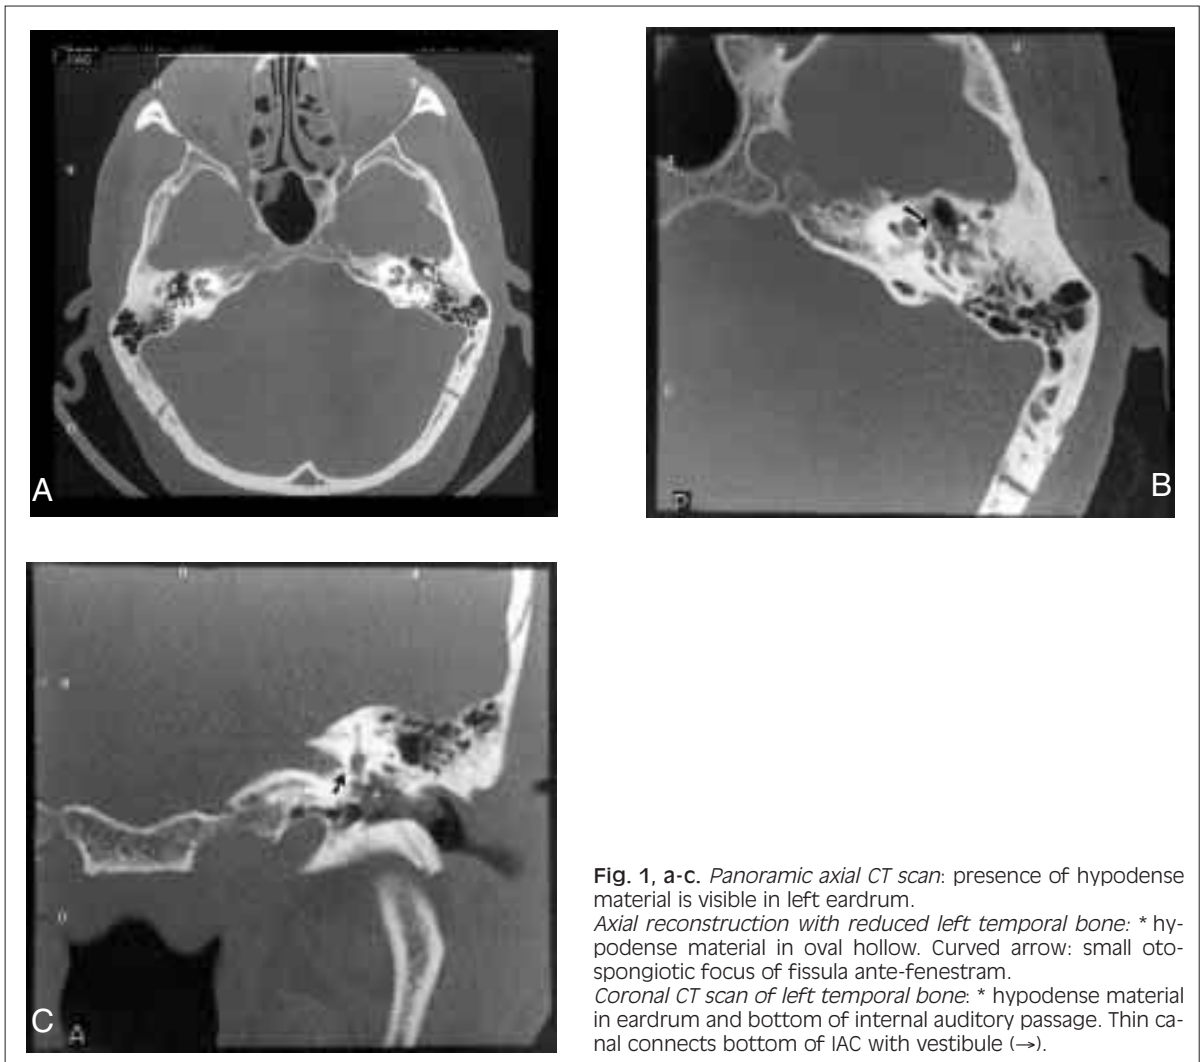 A
B
P
C
A
Fig. 1, a-c. Panoramic axial CT scan: presence of hypodense
material is visible in left eardrum.
Axial reconstruction with reduced left temporal bone: * hy-
podense material in oval hollow. Curved arrow: small oto-
spongiotic focus of fissula ante-fenestram.
Coronal CT scan of left temporal bone: * hypodense material
in eardrum and bottom of internal auditory passage. Thin ca-
nal connects bottom of IAC with vestibule (→).